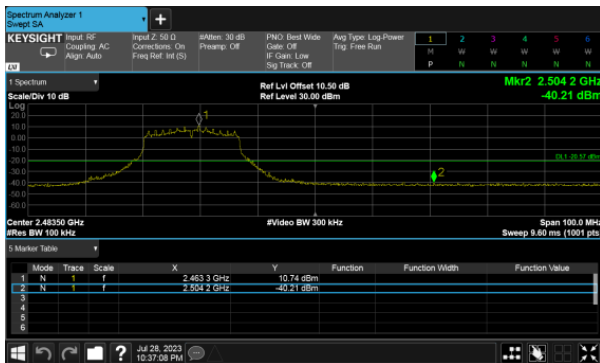 Spectrum Analyzer 1
Swept SA
+
KEYSIGHT Input: RF Input Z: 50 Ω #Atten: 30 dB PNO: Best Wide Avg Type: Log-Power 1 2 3 4 5 6
Coupling: AC Corrections: On Preamp: Off Gate: Off Trig: Free Run M W W W W W
Align: Auto Freq Ref: Int (S) IF Gain: Low P N N N N N
Sig Track: Off
LXI
1 Spectrum Ref Lvl Offset 10.50 dB Mkr2 2.504 2 GHz
Scale/Div 10 dB Ref Level 30.00 dBm -40.21 dBm
Log
20.0
10.0
0.00
-10.0
-20.0
-30.0
-40.0
-50.0
-60.0
1
2
Center 2.48350 GHz #Video BW 300 kHz Span 100.0 MHz
#Res BW 100 kHz Sweep 9.60 ms (1001 pts)
5 Marker Table
Mode Trace Scale X Y Function Function Width Function Value
1 N 1 f 2.463 3 GHz 10.74 dBm
2 N 1 f 2.504 2 GHz -40.21 dBm
3
4
5
6
? Jul 28, 2023
10:37:08 PM